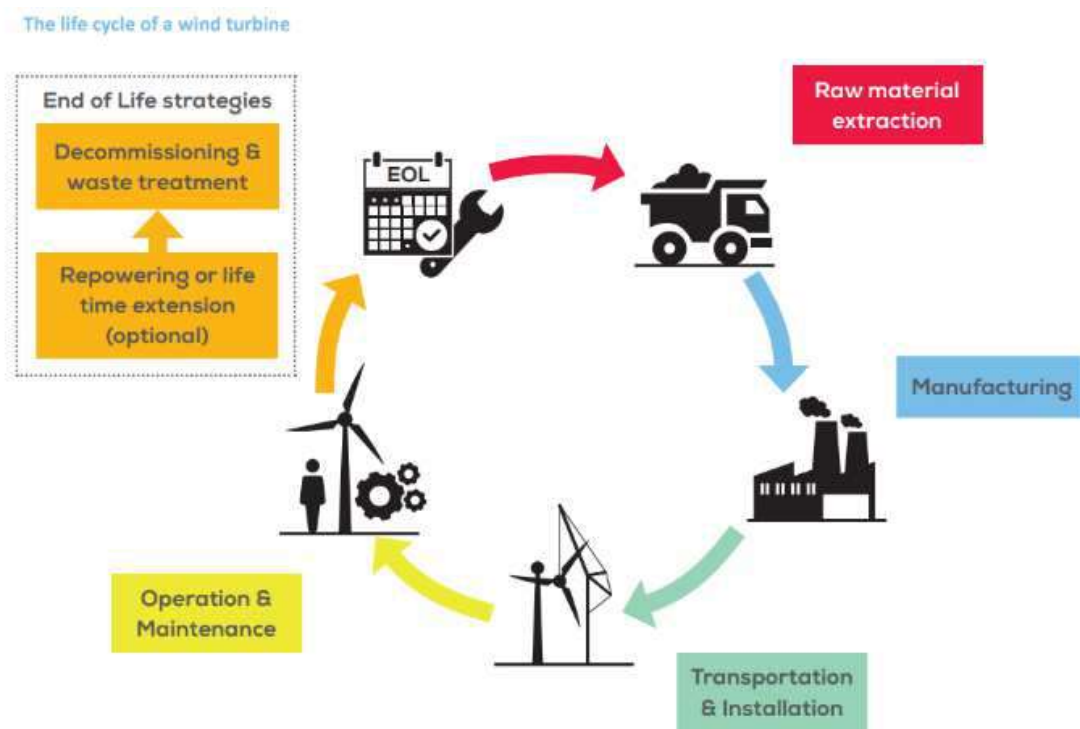 The life cycle of a wind turbine
End of Life strategies
Decommissioning &
waste treatment
Repowering or life
time extension
(optional)
EOL
Raw material
extraction
Manufacturing
Transportation
& Installation
Operation &
Maintenance